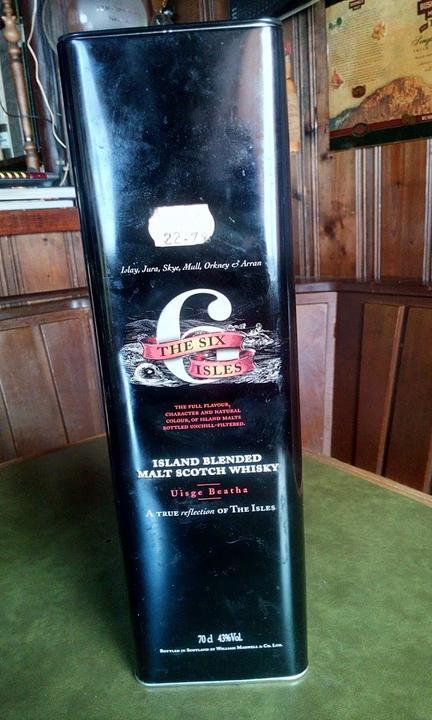 22.7
Islay, Jura, Skye, Mull, Orkney & Arran
6
THE SIX
ISLES
THE FULL FLAVOUR,
CHARACTER AND NATURAL
COLOUR, OF ISLAND MALTS
BOTTLED UNCHILL-FILTERED.
ISLAND BLENDED
MALT SCOTCH WHISKY
Uisge Beatha
A TRUE reflection OF THE ISLES
70 cl 43%Vol.
BOTTLED IN SCOTLAND BY WILLIAM MAXWELL & CO. LTD.